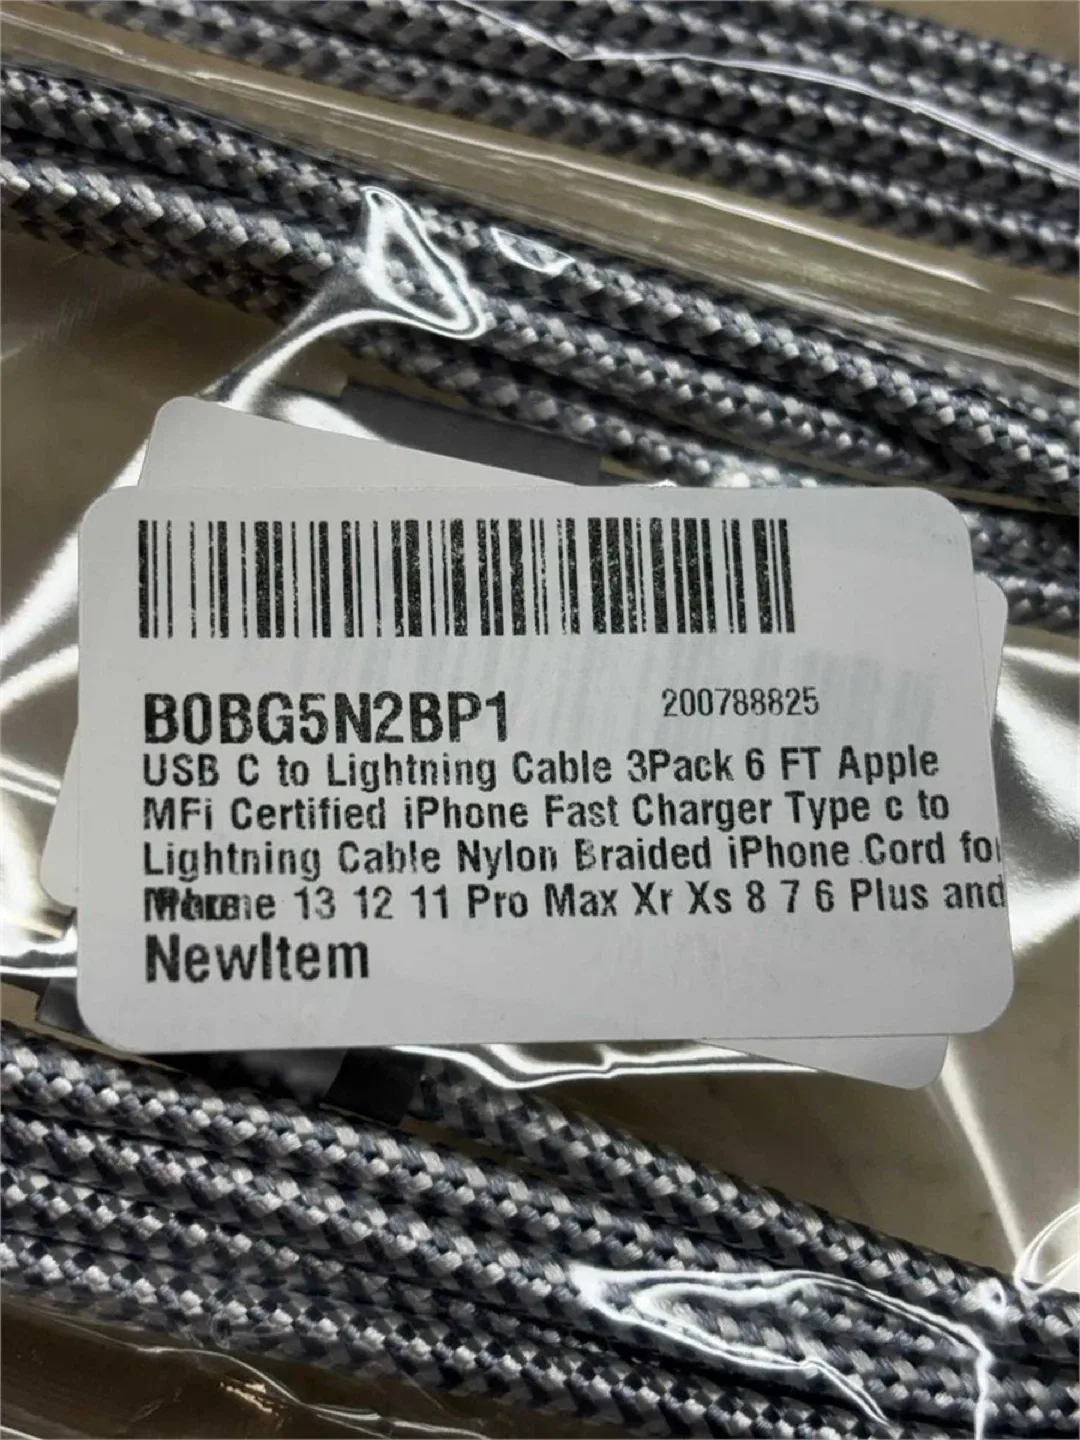 B0BG5N2BP1 200788825
USB C to Lightning Cable 3Pack 6 FT Apple
MFi Certified iPhone Fast Charger Type c to
Lightning Cable Nylon Braided iPhone Cord for
13 12 11 Pro Max Xr Xs 8 7 6 Plus and
NewItem